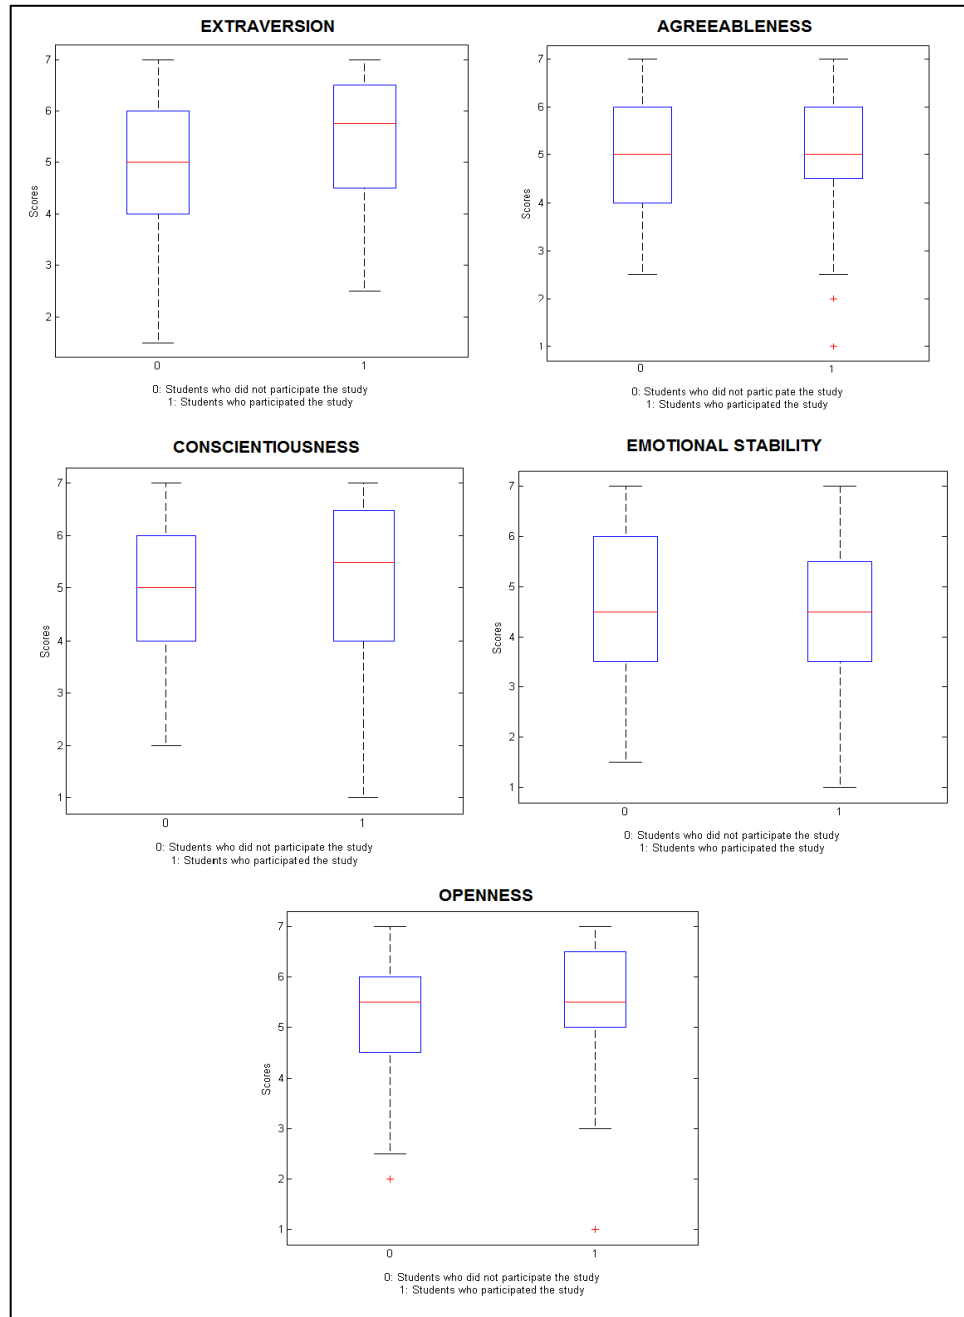 EXTRAVERSION
7
6
5
4
3
2
Scores
0 1
0: Students who did not participate the study
1: Students who participated the study
AGREEABLENESS
7
6
5
4
3
2
1
Scores
0 1
0: Students who did not participate the study
1: Students who participated the study
CONSCIENTIOUSNESS
7
6
5
4
3
2
1
Scores
0 1
0: Students who did not participate the study
1: Students who participated the study
EMOTIONAL STABILITY
7
6
5
4
3
2
1
Scores
0 1
0: Students who did not participate the study
1: Students who participated the study
OPENNESS
7
6
5
4
3
2
1
Scores
0 1
0: Students who did not participate the study
1: Students who participated the study